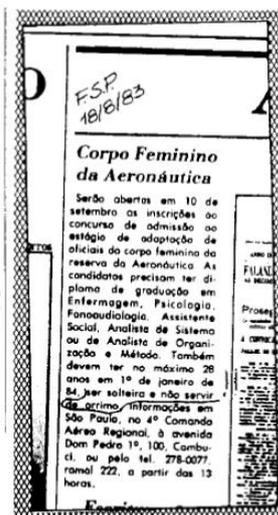 F.S.P.
18/8/83
Corpo Feminino
da Aeronáutica
Serão abertas em 10 de
setembro as inscrições ao
concurso de admissão ao
estágio de adaptação de
oficiais do corpo feminino da
reserva da Aeronáutica. As
candidatas precisam ter di-
ploma de graduação em
Enfermagem, Psicologia,
Fonoaudiologia, Assistente
Social, Analista de Sistema
ou de Analista de Organi-
zação e Método. Também
devem ter no máximo 28
anos em 1º de janeiro de
84, ser solteira e não servir
de arrimo. Informações em
São Paulo, no 4º Comando
Aéreo Regional, à avenida
Dom Pedro 1º, 100, Cambu-
ci, ou pelo tel. 278-0077,
ramal 222, a partir das 13
horas.
FALAN
Prosep